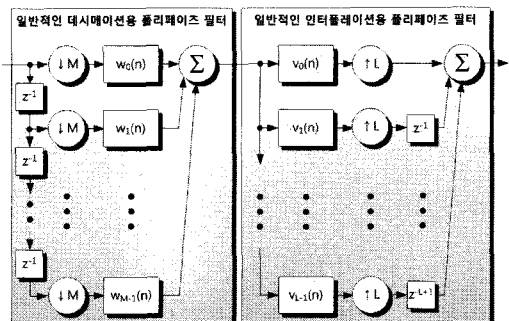 일반적인 데시메이션용 폴리페이즈 필터
↓M
w₀(n)
Σ
z⁻¹
↓M
w₁(n)
z⁻¹
z⁻¹
↓M
w_M-1(n)
일반적인 인터폴레이션용 폴리페이즈 필터
v₀(n)
↑L
Σ
v₁(n)
↑L
z⁻¹
v_L-1(n)
↑L
z⁻ᴸ⁺¹